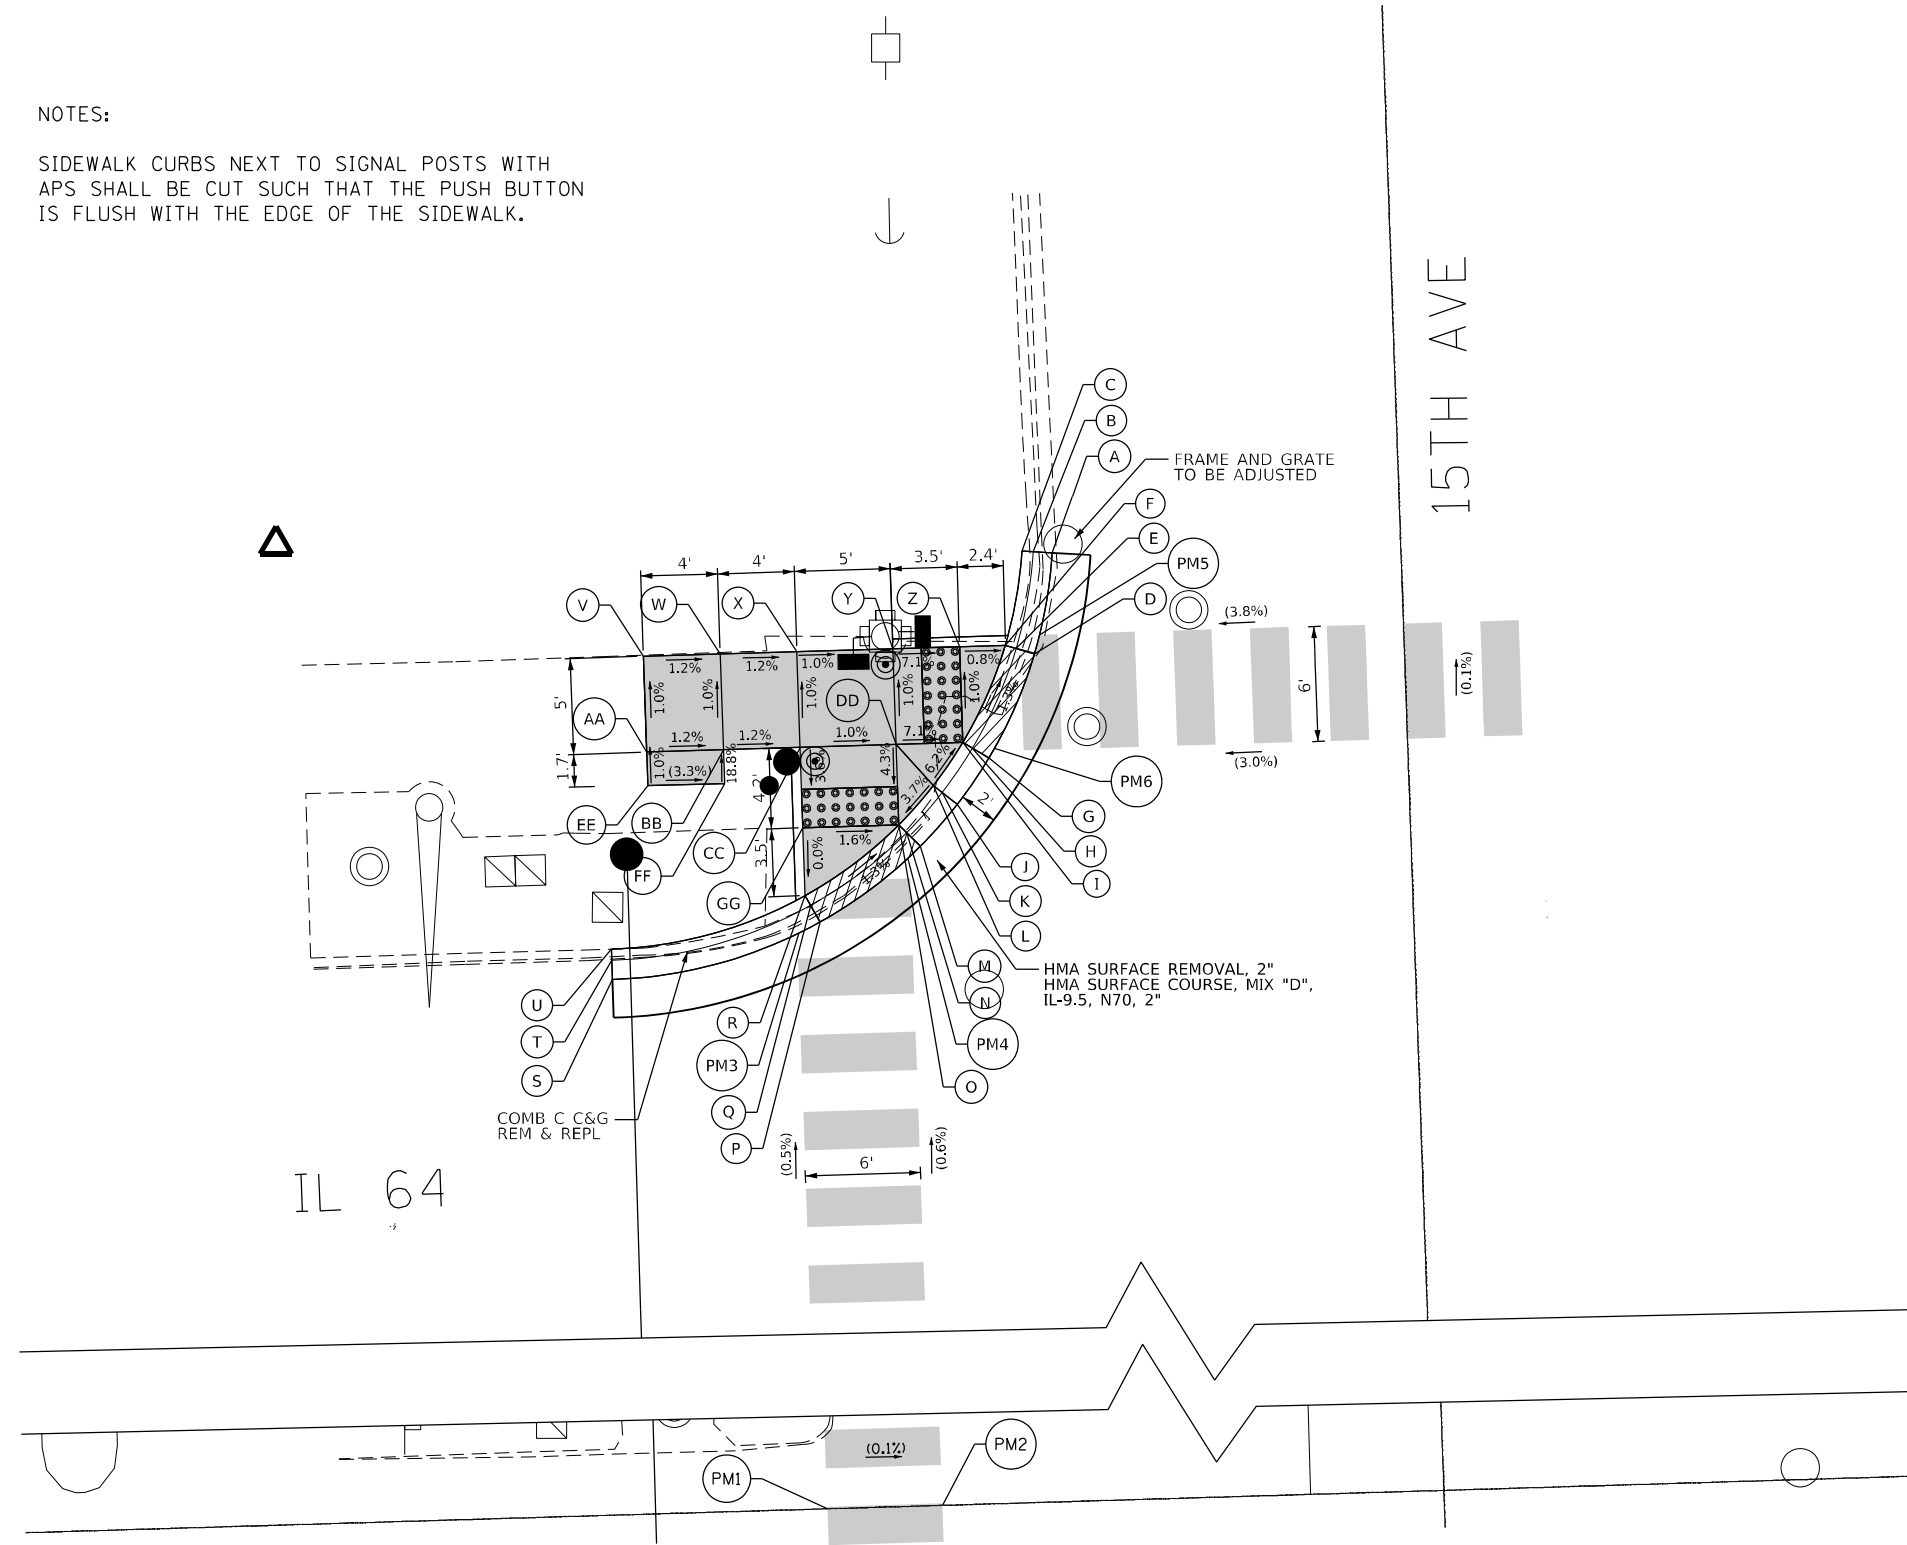 NOTES:
SIDEWALK CURBS NEXT TO SIGNAL POSTS WITH
APS SHALL BE CUT SUCH THAT THE PUSH BUTTON
IS FLUSH WITH THE EDGE OF THE SIDEWALK.
15TH AVE
C
B
A
FRAME AND GRATE
TO BE ADJUSTED
F
E
PM5
D
4'
4'
5'
3.5'
2.4'
V
W
X
Y
Z
(3.8%)
1.2%
1.2%
1.0%
7.1%
0.8%
5'
1.0%
1.0%
1.0%
1.0%
1.0%
AA
DD
6'
(0.1%)
1.2%
1.2%
1.0%
7.1%
(3.0%)
1.7'
1.0%
(3.3%)
18.8%
4.2'
4.3%
6.2%
3.7%
PM6
2'
EE
BB
CC
FF
GG
3.5'
0.0%
1.6%
G
H
I
J
K
L
M
N
PM4
O
HMA SURFACE REMOVAL, 2"
HMA SURFACE COURSE, MIX "D",
IL-9.5, N70, 2"
U
T
S
R
PM3
Q
P
COMB C C&G
REM & REPL
(0.5%)
6'
(0.6%)
IL 64
(0.1%)
PM1
PM2